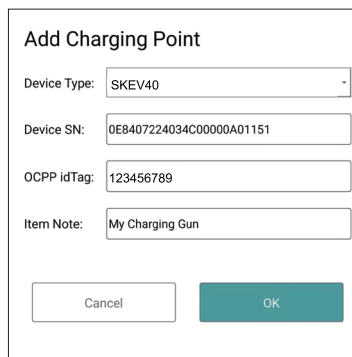 Add Charging Point
Device Type: SKEV40
Device SN: 0E8407224034C00000A01151
OCPP idTag: 123456789
Item Note: My Charging Gun
Cancel OK